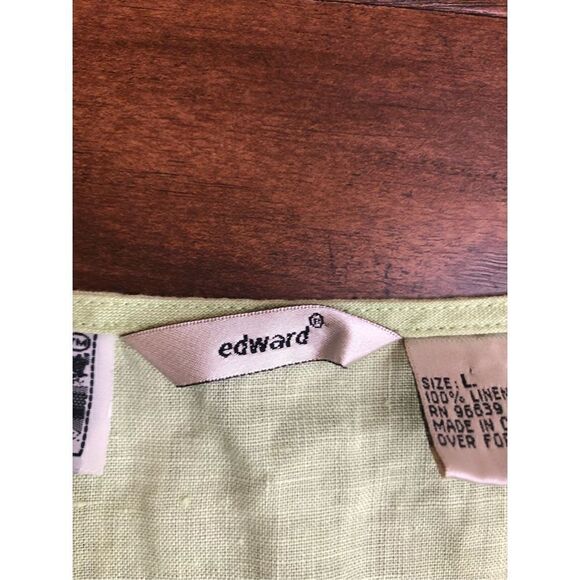 edward®
SIZE: L.
100% LINEN
RN 96639
MADE IN
OVER FOR